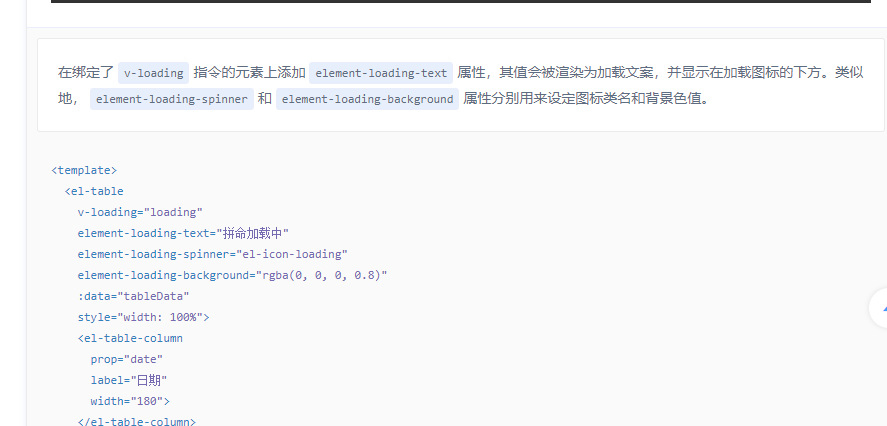 在绑定了 v-loading 指令的元素上添加 element-loading-text 属性，其值会被渲染为加载文案，并显示在加载图标的下方。类似
地， element-loading-spinner 和 element-loading-background 属性分别用来设定图标类名和背景色值。
<template>
<el-table
v-loading="loading"
element-loading-text="拼命加载中"
element-loading-spinner="el-icon-loading"
element-loading-background="rgba(0, 0, 0, 0.8)"
:data="tableData"
style="width: 100%">
<el-table-column
prop="date"
label="日期"
width="180">
</el-table-column>